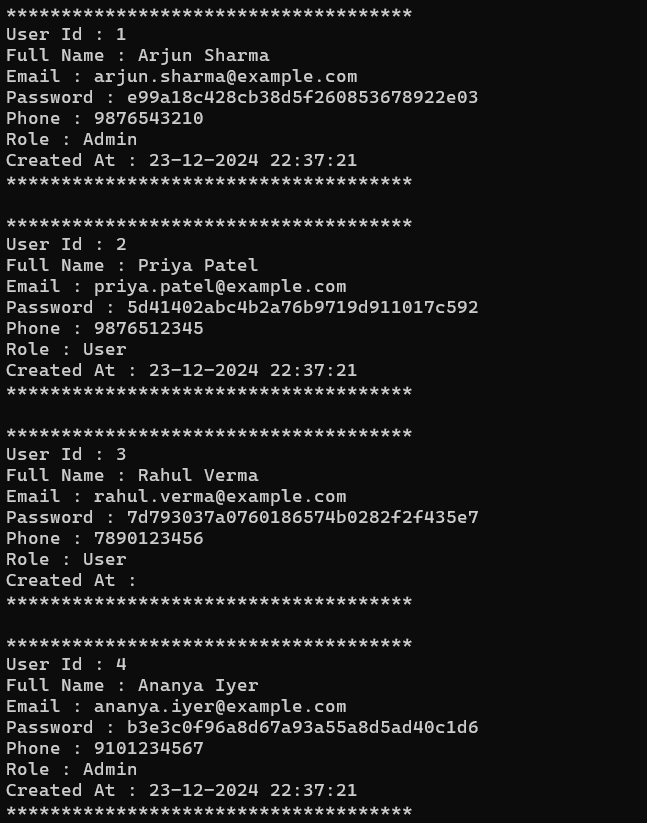 *************************************
User Id : 1
Full Name : Arjun Sharma
Email : arjun.sharma@example.com
Password : e99a18c428cb38d5f260853678922e03
Phone : 9876543210
Role : Admin
Created At : 23-12-2024 22:37:21
*************************************
*************************************
User Id : 2
Full Name : Priya Patel
Email : priya.patel@example.com
Password : 5d41402abc4b2a76b9719d911017c592
Phone : 9876512345
Role : User
Created At : 23-12-2024 22:37:21
*************************************
*************************************
User Id : 3
Full Name : Rahul Verma
Email : rahul.verma@example.com
Password : 7d793037a0760186574b0282f2f435e7
Phone : 7890123456
Role : User
Created At :
*************************************
*************************************
User Id : 4
Full Name : Ananya Iyer
Email : ananya.iyer@example.com
Password : b3e3c0f96a8d67a93a55a8d5ad40c1d6
Phone : 9101234567
Role : Admin
Created At : 23-12-2024 22:37:21
*************************************